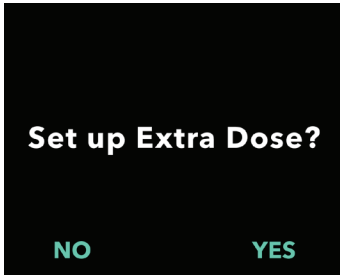 Set up Extra Dose?
NO YES